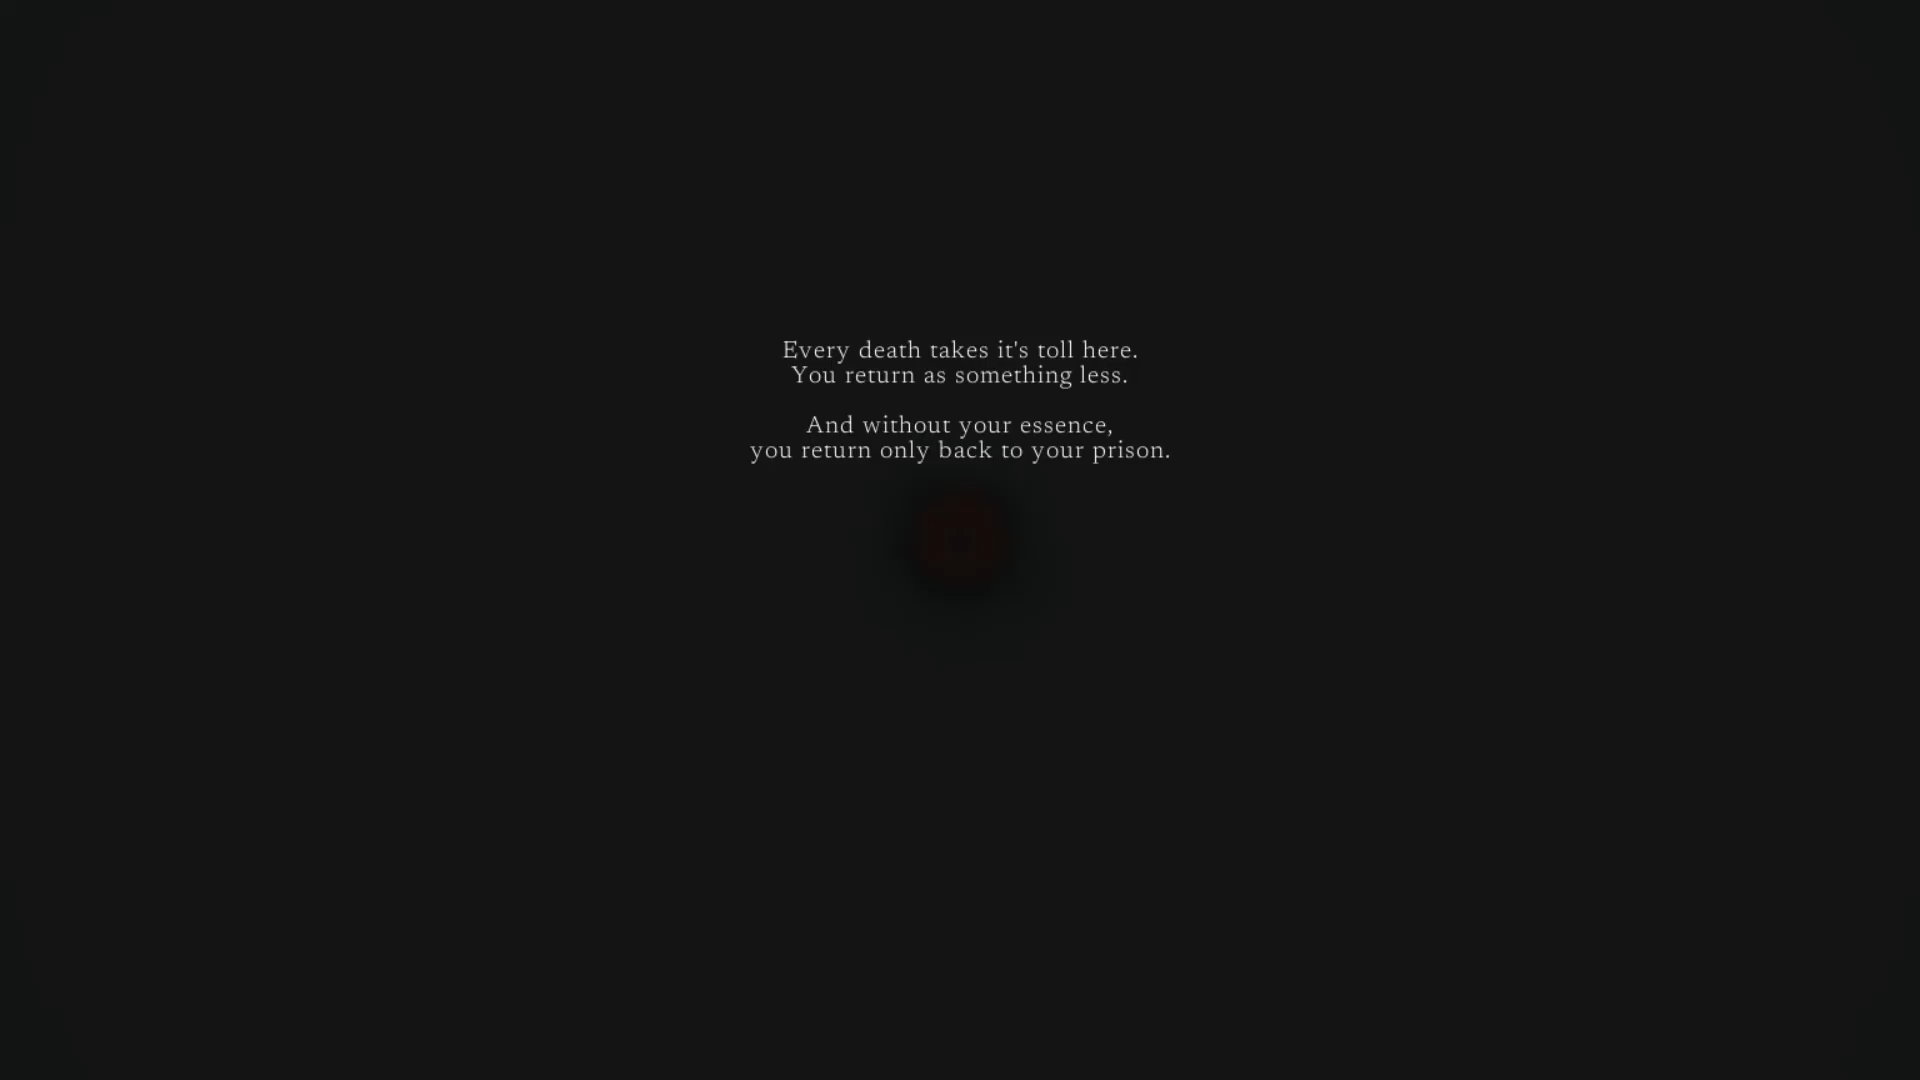 Every death takes it's toll here.
You return as something less.
And without your essence,
you return only back to your prison.